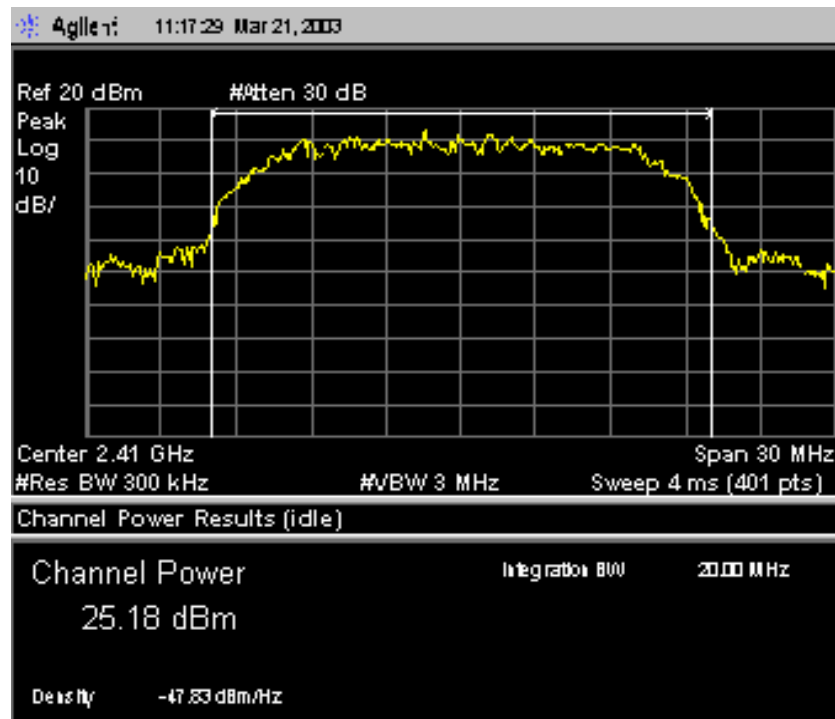 Agilent 11:17:29 Mar 21, 2003
Ref 20 dBm #Atten 30 dB
Peak
Log
10
dB/
Center 2.41 GHz Span 30 MHz
#Res BW 300 kHz #VBW 3 MHz Sweep 4 ms (401 pts)
Channel Power Results (idle)
Channel Power Integration BW 20.00 MHz
25.18 dBm
Density -47.83 dBm/Hz